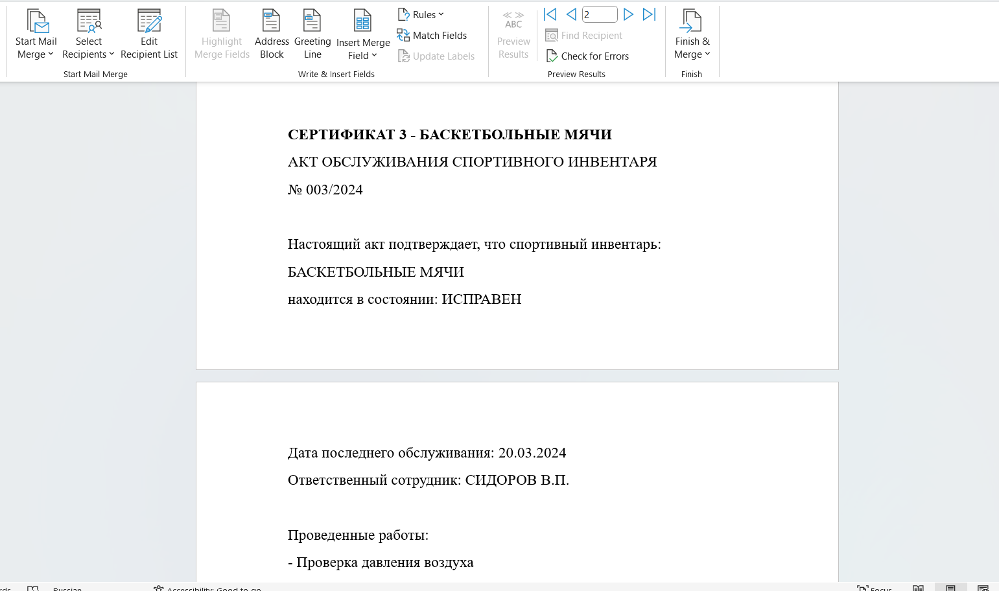 Start Mail Merge
Select Recipients
Edit Recipient List
Start Mail Merge
Highlight Merge Fields
Address Block
Greeting Line
Insert Merge Field
Rules
Match Fields
Update Labels
Write & Insert Fields
« »
ABC
Preview Results
2
Find Recipient
Check for Errors
Preview Results
Finish & Merge
Finish
СЕРТИФИКАТ 3 - БАСКЕТБОЛЬНЫЕ МЯЧИ
АКТ ОБСЛУЖИВАНИЯ СПОРТИВНОГО ИНВЕНТАРЯ
№ 003/2024
Настоящий акт подтверждает, что спортивный инвентарь:
БАСКЕТБОЛЬНЫЕ МЯЧИ
находится в состоянии: ИСПРАВЕН
Дата последнего обслуживания: 20.03.2024
Ответственный сотрудник: СИДОРОВ В.П.
Проведенные работы:
- Проверка давления воздуха
Russian
Accessibility: Good to go
Focus